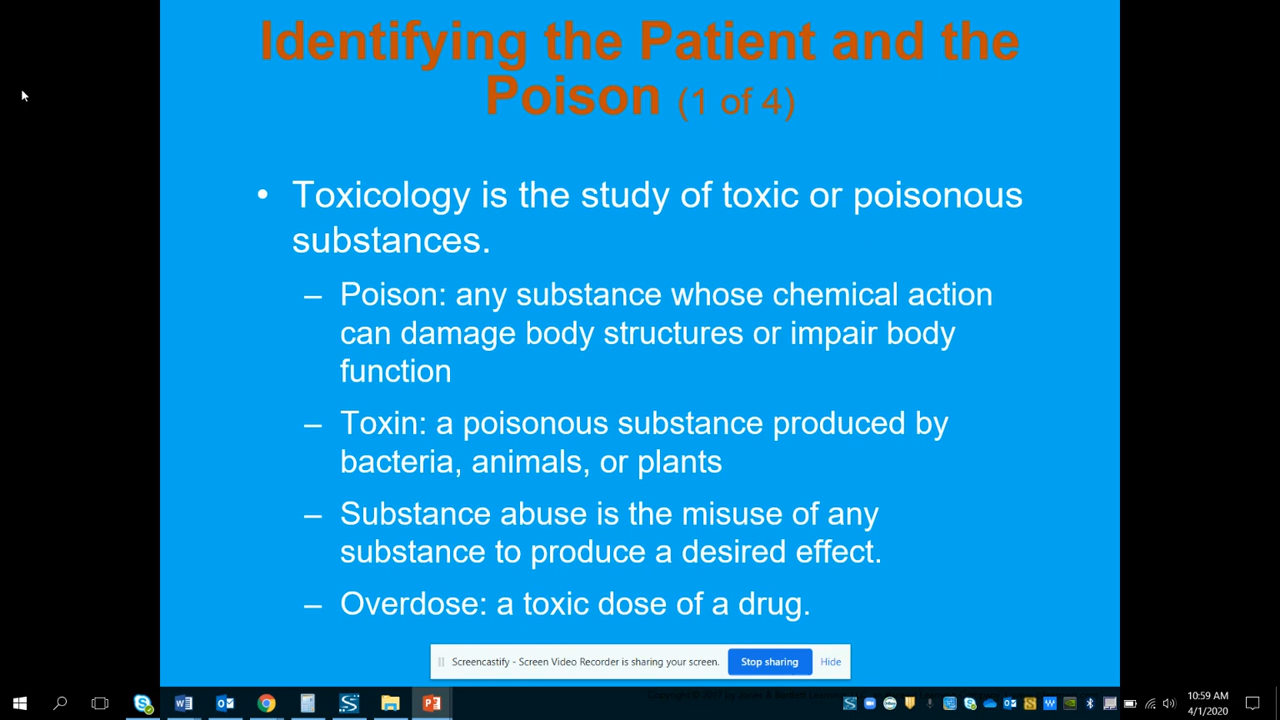 Identifying the Patient and the
Poison (1 of 4)
• Toxicology is the study of toxic or poisonous
substances.
– Poison: any substance whose chemical action
can damage body structures or impair body
function
– Toxin: a poisonous substance produced by
bacteria, animals, or plants
– Substance abuse is the misuse of any
substance to produce a desired effect.
– Overdose: a toxic dose of a drug.
Screencastify - Screen Video Recorder is sharing your screen. Stop sharing Hide
10:59 AM
4/1/2020